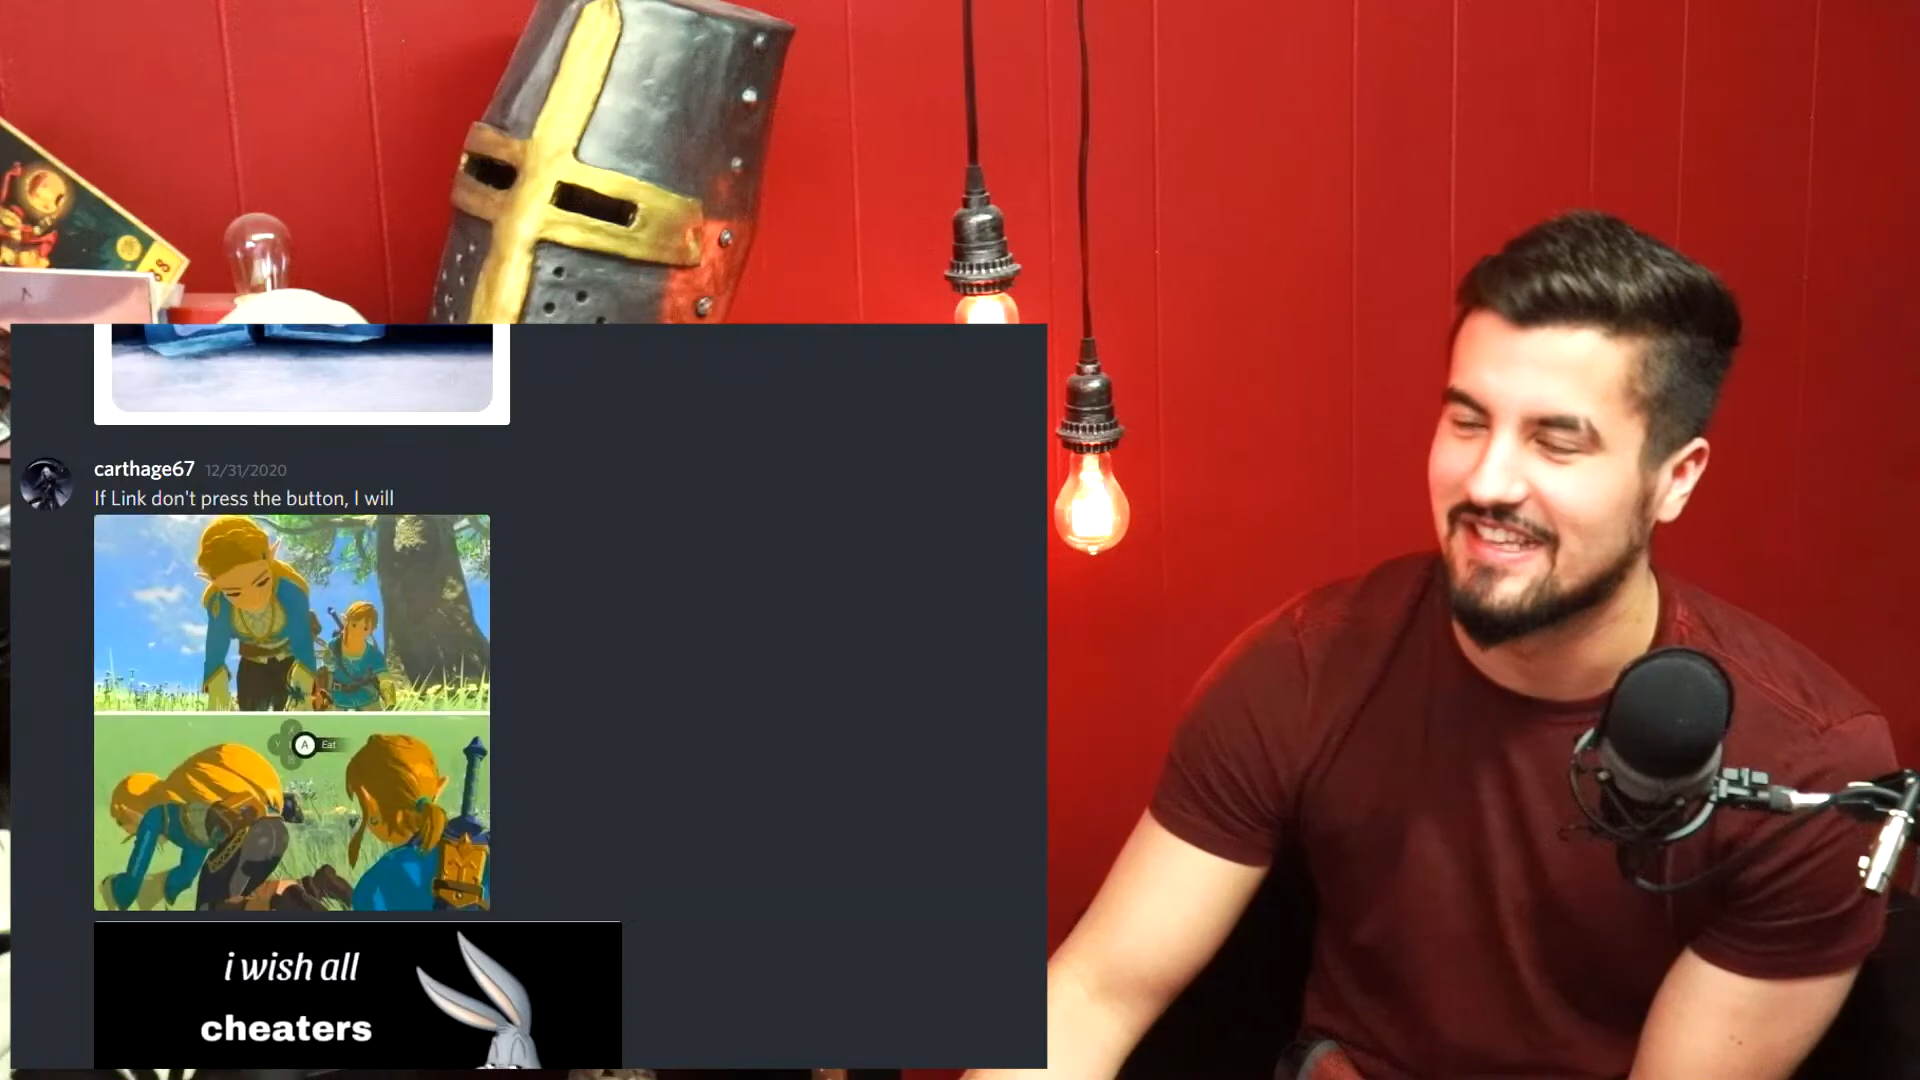 carthage67 12/31/2020
If Link don't press the button, I will
A Eat
i wish all
cheaters